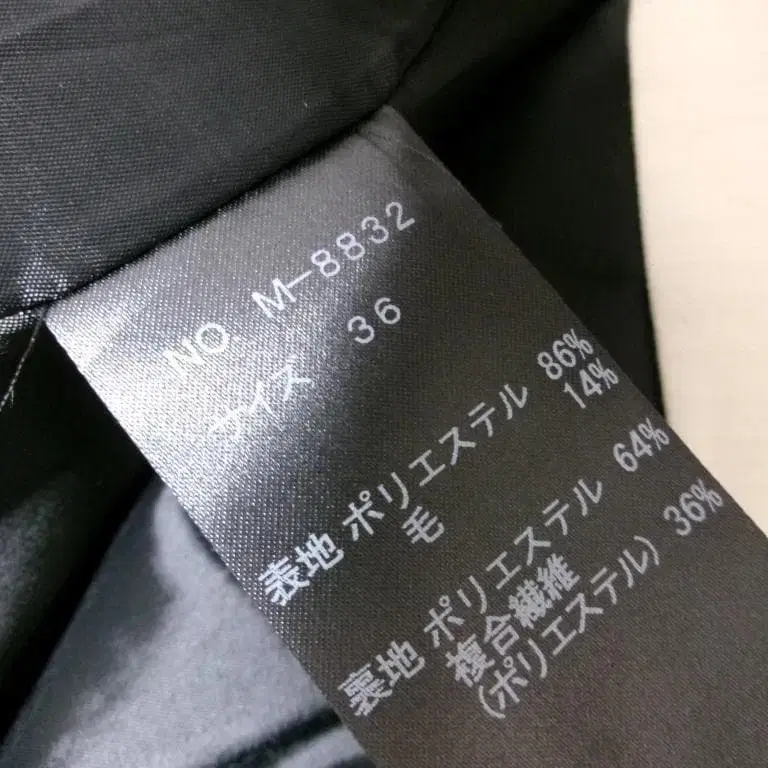 NO. M-8832
サイズ 36
表地 ポリエステル 86%
毛 14%
裏地 ポリエステル 64%
複合繊維
(ポリエステル) 36%